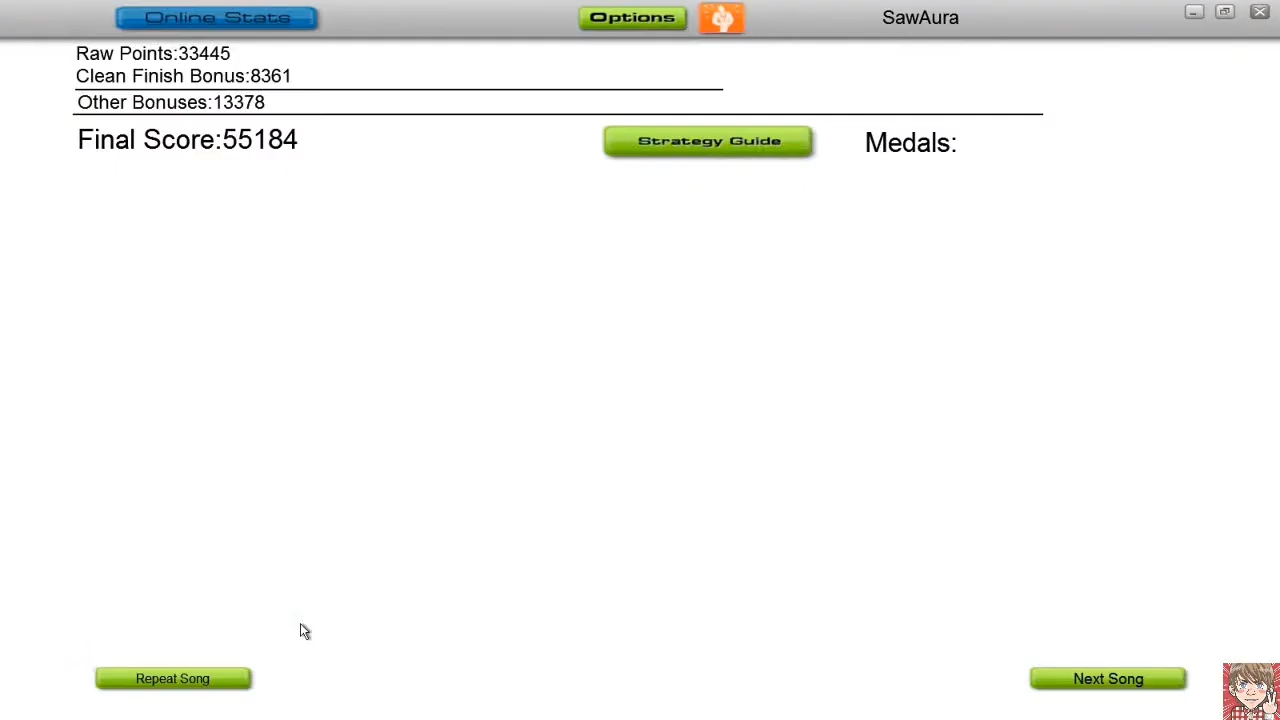 Online Stats
Options
SawAura
Raw Points:33445
Clean Finish Bonus:8361
Other Bonuses:13378
Final Score:55184
Strategy Guide
Medals:
Repeat Song
Next Song